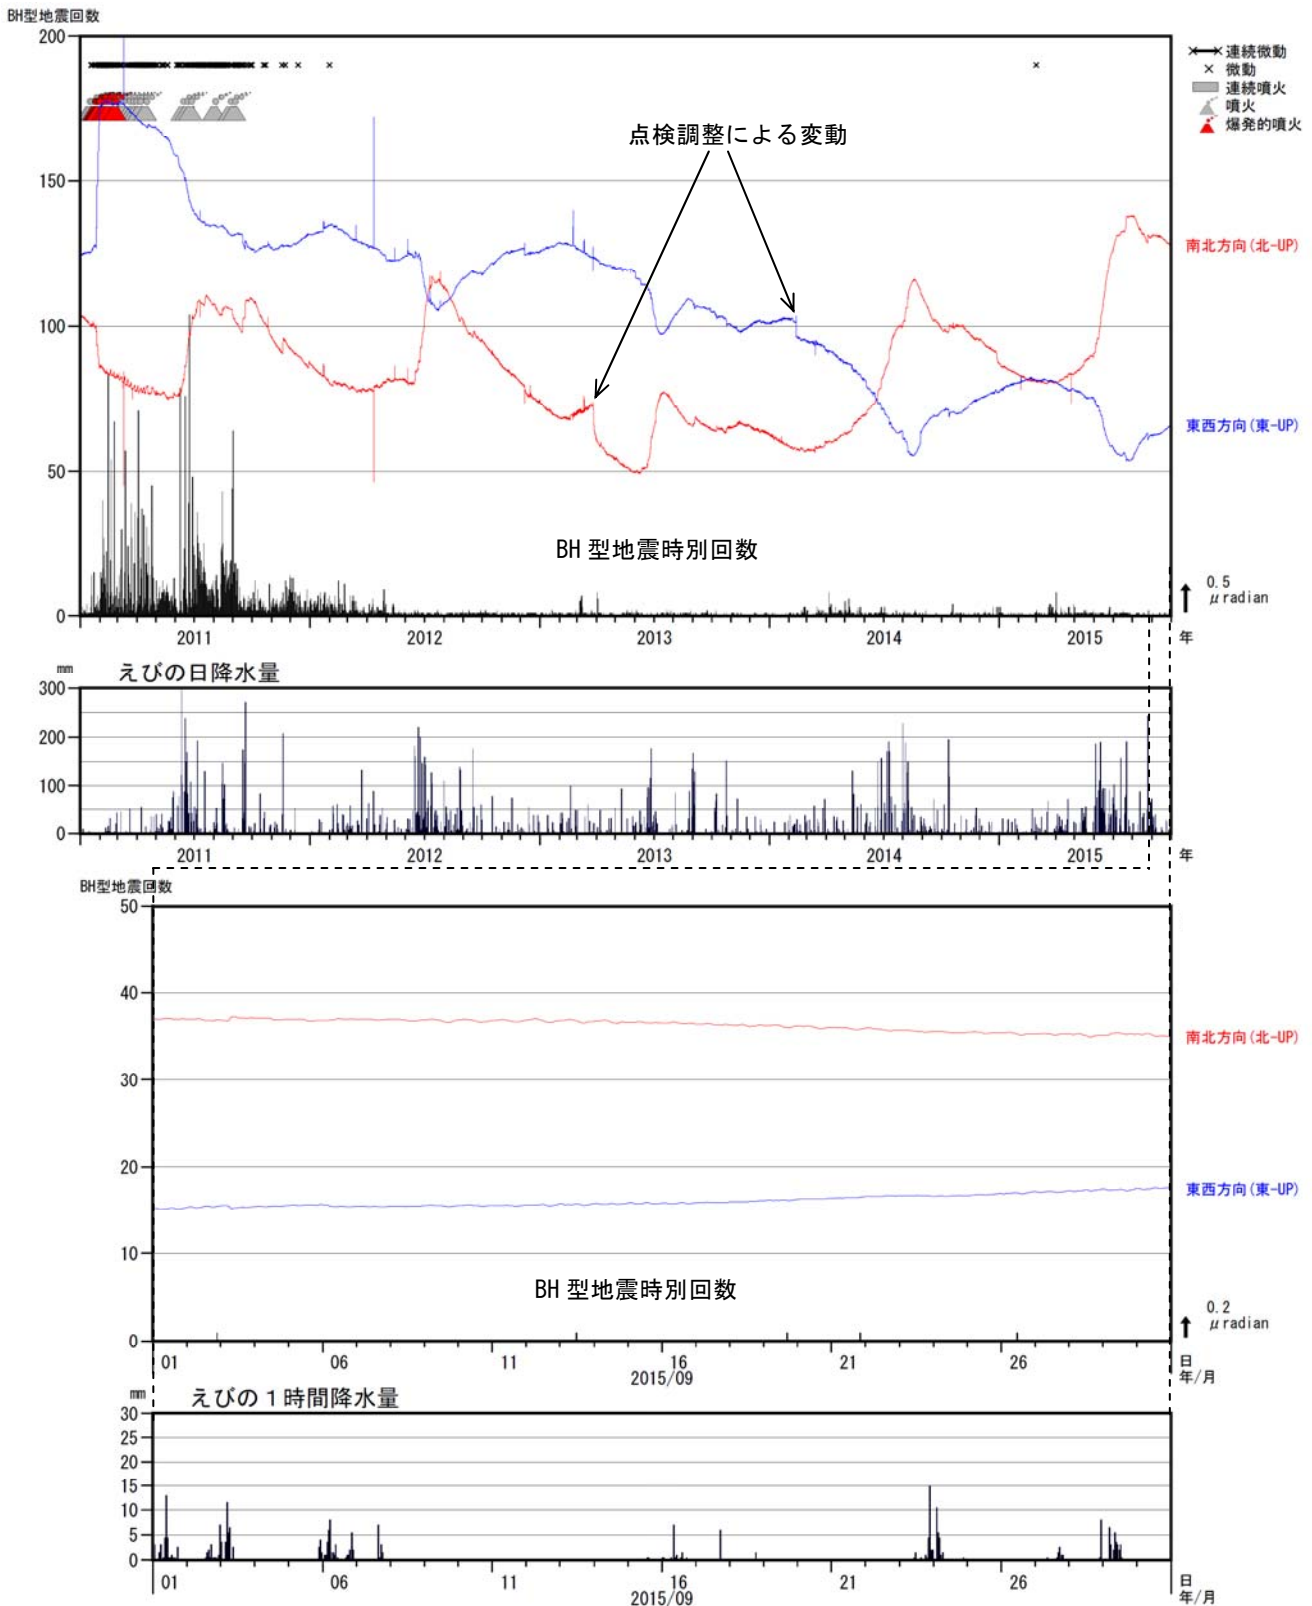 BH型地震回数
200
150
100
50
0
連続微動
微動
連続噴火
噴火
爆発的噴火
点検調整による変動
南北方向(北-UP)
東西方向(東-UP)
BH 型地震時別回数
0.5
μradian
2011
2012
2013
2014
2015
年
mm
えびの日降水量
300
200
100
0
2011
2012
2013
2014
2015
年
BH型地震回数
50
40
30
20
10
0
南北方向(北-UP)
東西方向(東-UP)
BH 型地震時別回数
0.2
μradian
01
06
11
16
21
26
日
2015/09
年/月
mm
えびの1時間降水量
30
25
20
15
10
5
0
01
06
11
16
21
26
日
2015/09
年/月